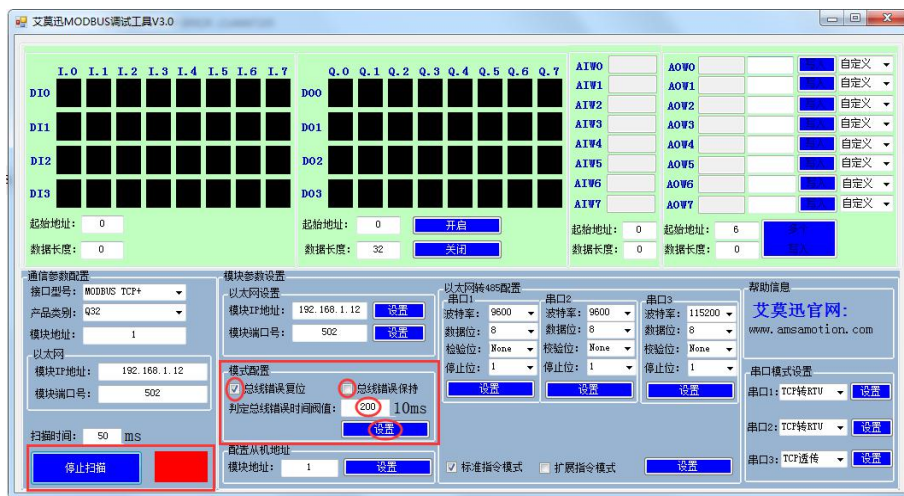 艾莫迅MODBUS调试工具V3.0
I.0 I.1 I.2 I.3 I.4 I.5 I.6 I.7
Q.0 Q.1 Q.2 Q.3 Q.4 Q.5 Q.6 Q.7
DI0
DI1
DI2
DI3
起始地址: 0
数据长度: 0
DO0
DO1
DO2
DO3
起始地址: 0 开启
数据长度: 32 关闭
AIW0
AIW1
AIW2
AIW3
AIW4
AIW5
AIW6
AIW7
起始地址: 0
数据长度: 0
AOW0 自定义
AOW1 自定义
AOW2 自定义
AOW3 自定义
AOW4 自定义
AOW5 自定义
AOW6 自定义
AOW7 自定义
起始地址: 6
数据长度: 0
通信参数配置
接口型号: MODBUS TCP+
产品类别: Q32
模块地址: 1
以太网
模块IP地址: 192.168.1.12
模块端口号: 502
扫描时间: 50 ms
停止扫描
模块参数设置
以太网设置
模块IP地址: 192.168.1.12 设置
模块端口号: 502 设置
模式配置
总线错误复位 总线错误保持
判定总线错误时间阀值: 200 10ms
设置
配置从机地址
模块地址: 1 设置
以太网转485配置
串口1
波特率: 9600
数据位: 8
检验位: None
停止位: 1
设置
串口2
波特率: 9600
数据位: 8
校验位: None
停止位: 1
设置
串口3
波特率: 115200
数据位: 8
校验位: None
停止位: 1
设置
标准指令模式 扩展指令模式 设置
帮助信息
艾莫迅官网:
www.amsamotion.com
串口模式设置
串口1: TCP转RTU 设置
串口2: TCP转RTU 设置
串口3: TCP透传 设置